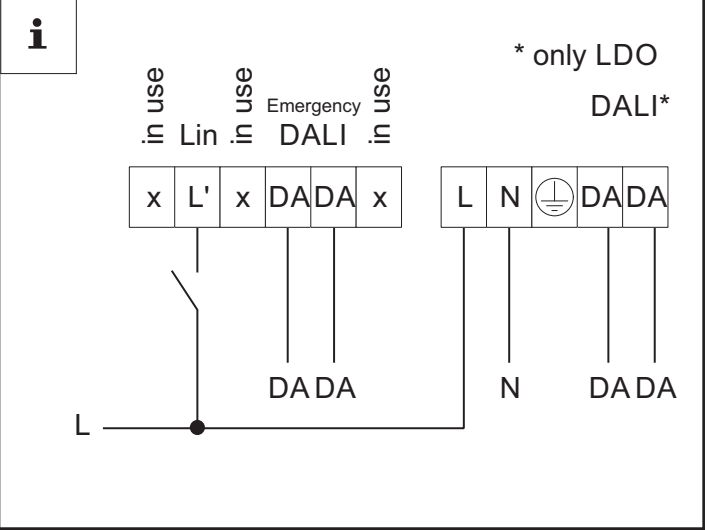 i
* only LDO
DALI*
in use Lin in use Emergency DALI in use
x L' x DA DA x
L N DA DA
DA DA N DA DA
L